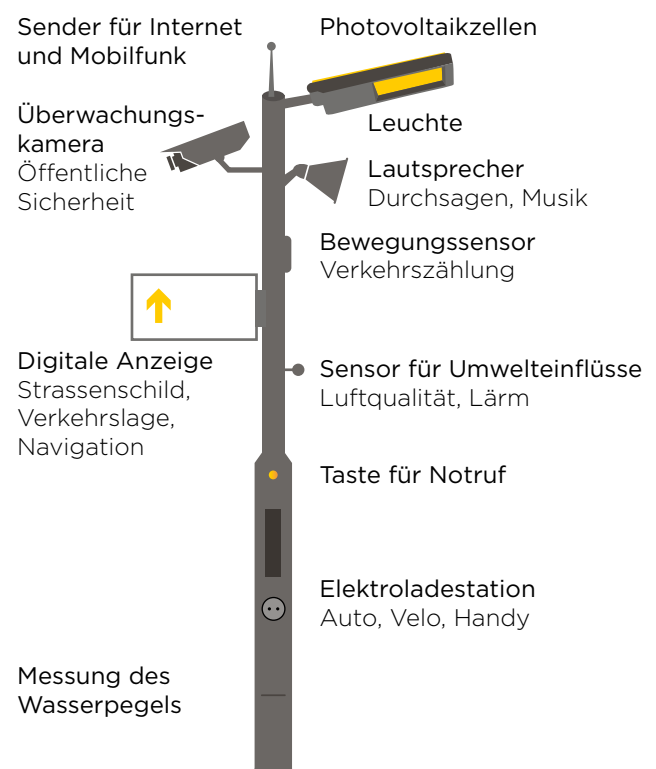 Sender für Internet
und Mobilfunk
Photovoltaikzellen
Überwachungs-
kamera
Öffentliche
Sicherheit
Leuchte
Lautsprecher
Durchsagen, Musik
Bewegungssensor
Verkehrszählung
Digitale Anzeige
Strassenschild,
Verkehrslage,
Navigation
Sensor für Umwelteinflüsse
Luftqualität, Lärm
Taste für Notruf
Elektroladestation
Auto, Velo, Handy
Messung des
Wasserpegels